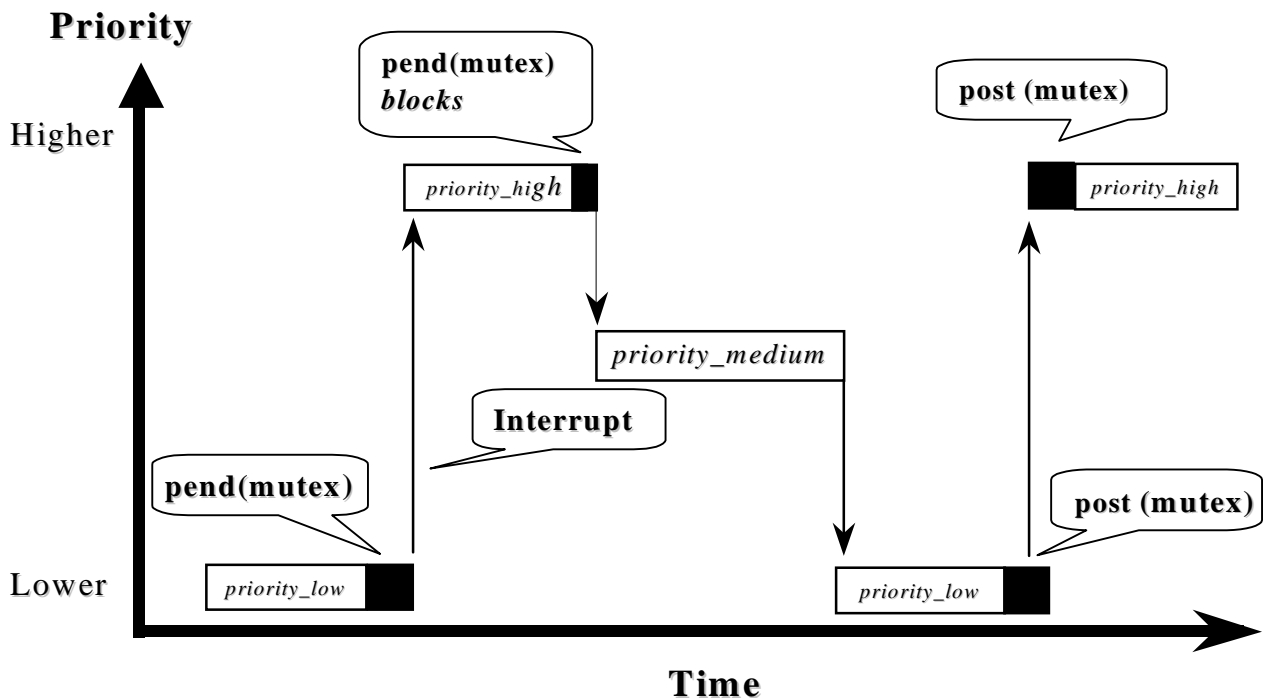 Priority
pend(mutex)
blocks
post (mutex)
Higher
priority_high
priority_high
priority_medium
Interrupt
pend(mutex)
post (mutex)
Lower
priority_low
priority_low
Time